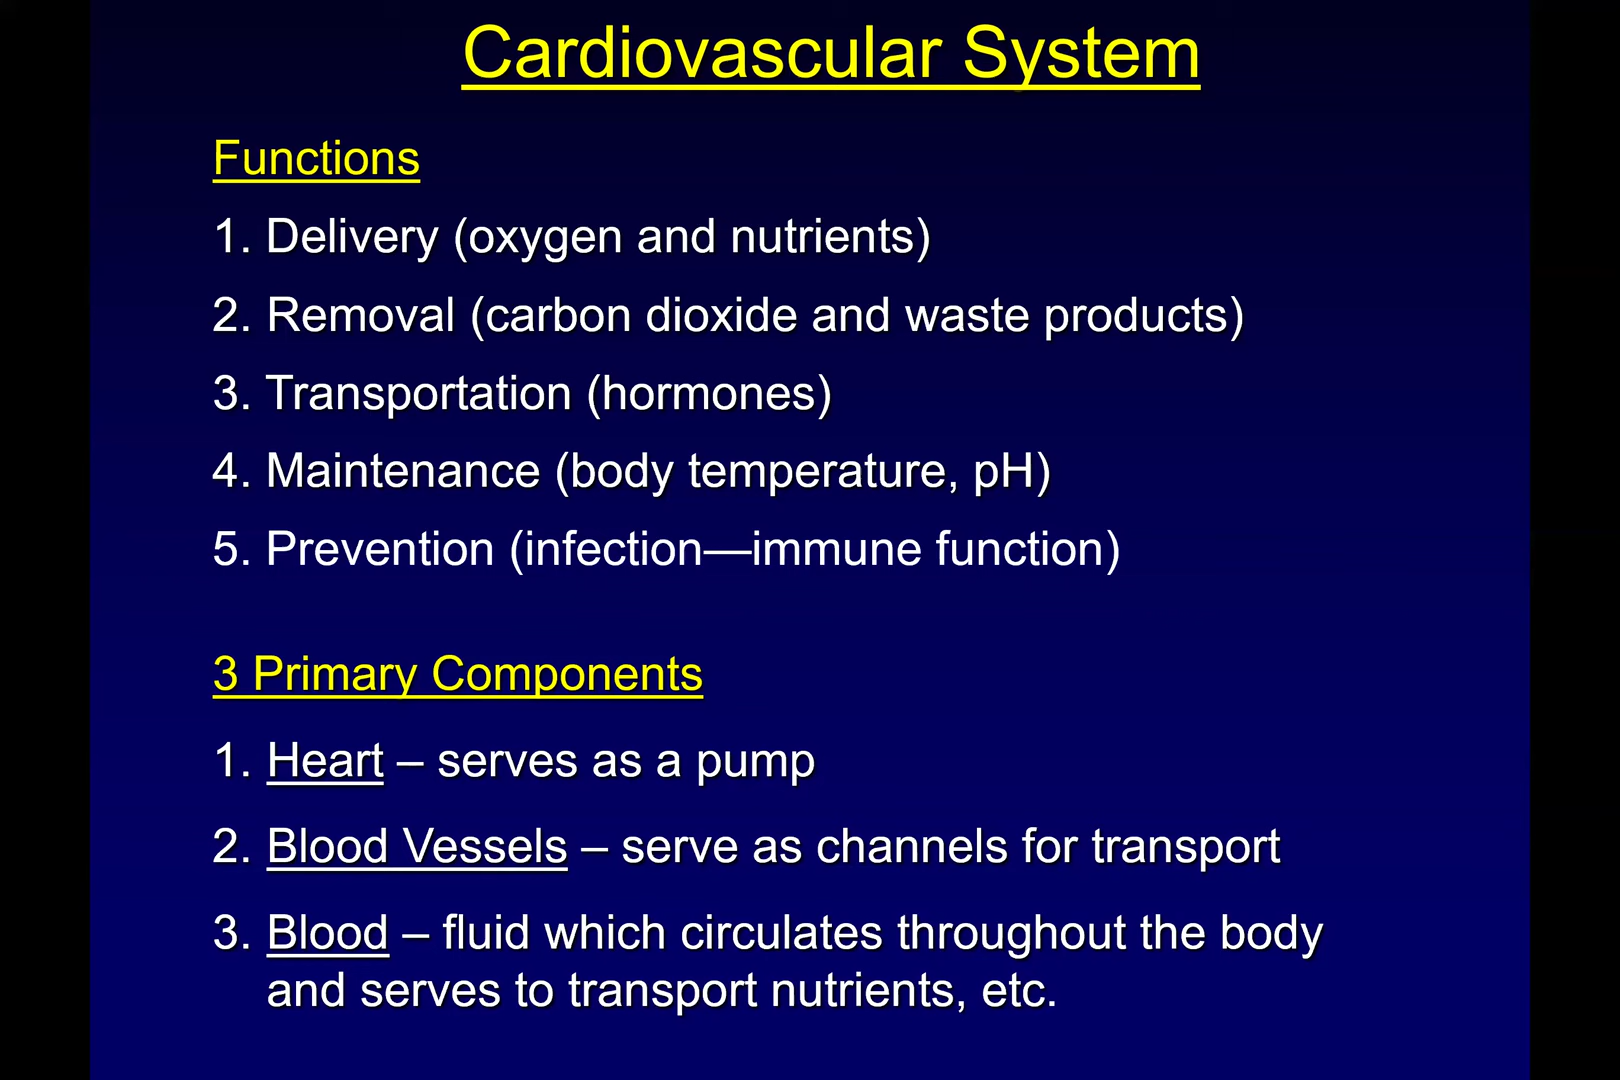 Cardiovascular System
Functions
1. Delivery (oxygen and nutrients)
2. Removal (carbon dioxide and waste products)
3. Transportation (hormones)
4. Maintenance (body temperature, pH)
5. Prevention (infection—immune function)
3 Primary Components
1. Heart – serves as a pump
2. Blood Vessels – serve as channels for transport
3. Blood – fluid which circulates throughout the body
and serves to transport nutrients, etc.